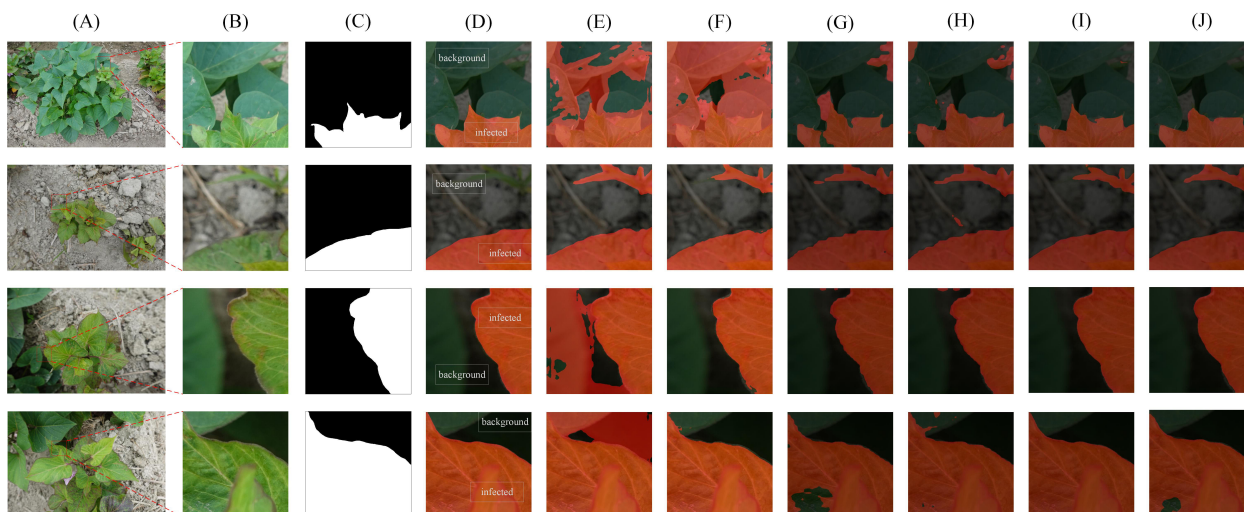 (A) (B) (C) (D) (E) (F) (G) (H) (I) (J)
background
infected
background
infected
infected
background
background
infected